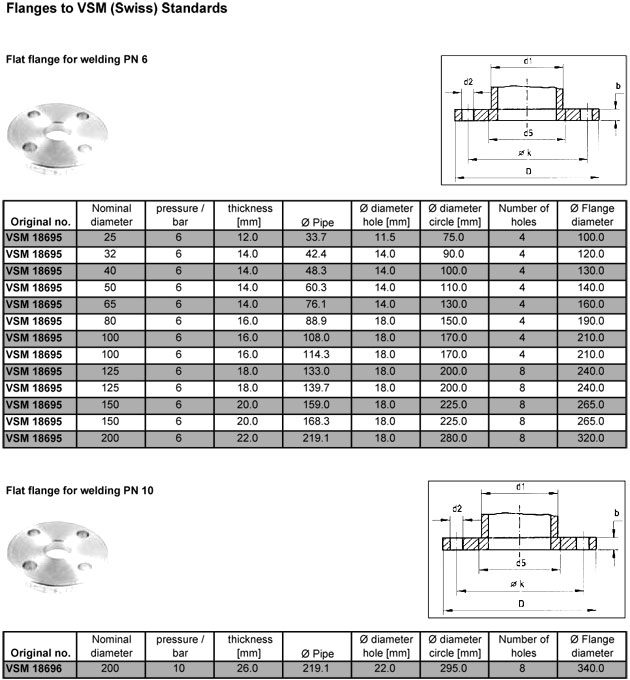 Flanges to VSM (Swiss) Standards
Flat flange for welding PN 6
d1
d2
b
d5
ø k
D
Original no. Nominal diameter pressure / bar thickness [mm] Ø Pipe Ø diameter hole [mm] Ø diameter circle [mm] Number of holes Ø Flange diameter
VSM 18695 25 6 12.0 33.7 11.5 75.0 4 100.0
VSM 18695 32 6 14.0 42.4 14.0 90.0 4 120.0
VSM 18695 40 6 14.0 48.3 14.0 100.0 4 130.0
VSM 18695 50 6 14.0 60.3 14.0 110.0 4 140.0
VSM 18695 65 6 14.0 76.1 14.0 130.0 4 160.0
VSM 18695 80 6 16.0 88.9 18.0 150.0 4 190.0
VSM 18695 100 6 16.0 108.0 18.0 170.0 4 210.0
VSM 18695 100 6 16.0 114.3 18.0 170.0 4 210.0
VSM 18695 125 6 18.0 133.0 18.0 200.0 8 240.0
VSM 18695 125 6 18.0 139.7 18.0 200.0 8 240.0
VSM 18695 150 6 20.0 159.0 18.0 225.0 8 265.0
VSM 18695 150 6 20.0 168.3 18.0 225.0 8 265.0
VSM 18695 200 6 22.0 219.1 18.0 280.0 8 320.0
Flat flange for welding PN 10
d1
d2
b
d5
ø k
D
Original no. Nominal diameter pressure / bar thickness [mm] Ø Pipe Ø diameter hole [mm] Ø diameter circle [mm] Number of holes Ø Flange diameter
VSM 18696 200 10 26.0 219.1 22.0 295.0 8 340.0